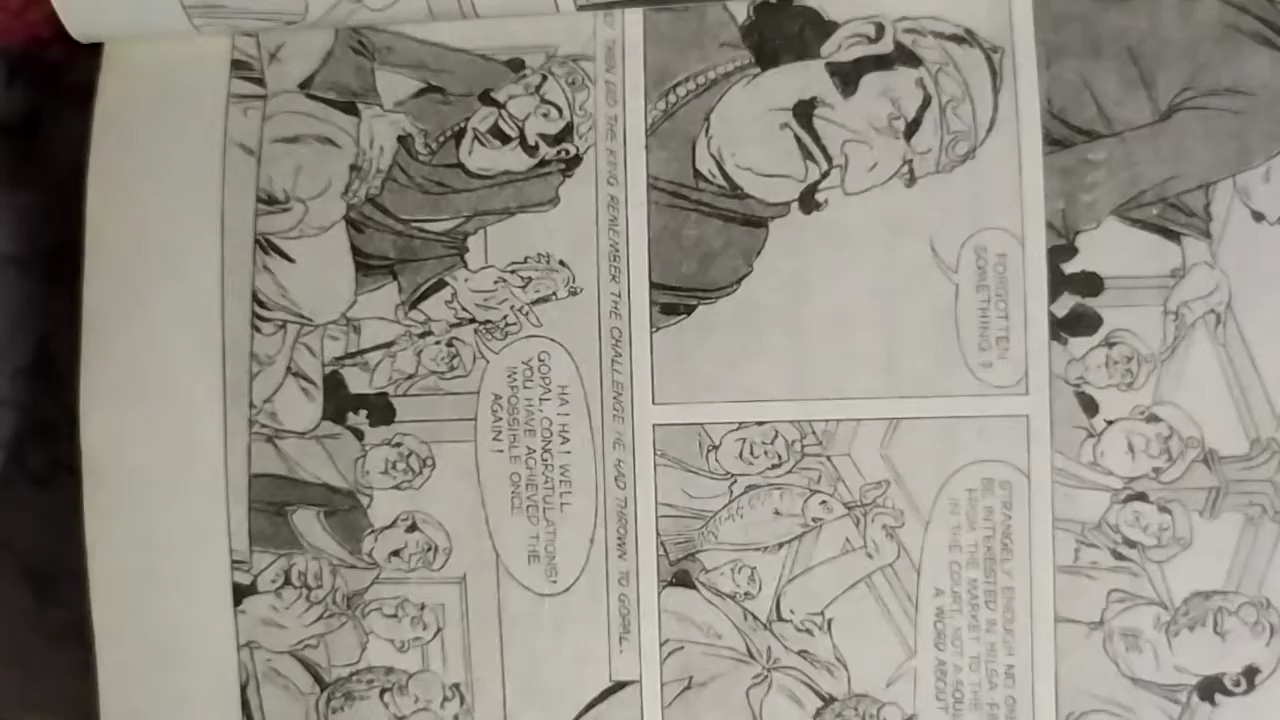 FORGOTTEN
SOMETHING?
STRANGELY ENOUGH NO ONE
BE INTERESTED IN HILSA
FROM THE MARKET TO THE
IN THE COURT, NOT A SOUL
A WORD ABOUT
THEN DID THE KING REMEMBER THE CHALLENGE HE HAD THROWN TO GOPAL.
HA! HA! WELL
GOPAL, CONGRATULATIONS!
YOU HAVE ACHIEVED THE
IMPOSSIBLE ONCE
AGAIN!